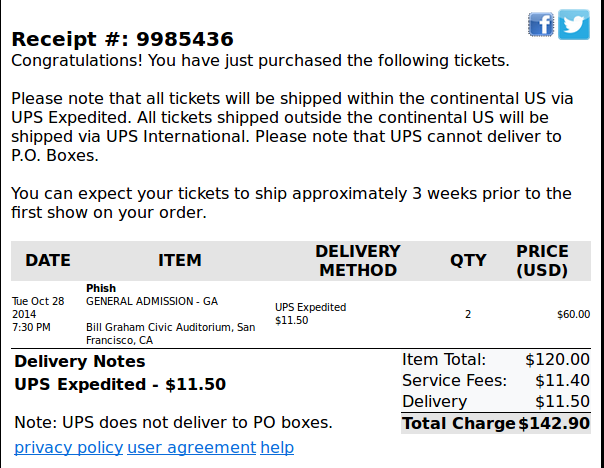 Receipt #: 9985436
Congratulations! You have just purchased the following tickets.
Please note that all tickets will be shipped within the continental US via
UPS Expedited. All tickets shipped outside the continental US will be
shipped via UPS International. Please note that UPS cannot deliver to
P.O. Boxes.
You can expect your tickets to ship approximately 3 weeks prior to the
first show on your order.
DATE ITEM DELIVERY METHOD QTY PRICE (USD)
Phish
Tue Oct 28 GENERAL ADMISSION - GA
2014 UPS Expedited 2 $60.00
$11.50
7:30 PM Bill Graham Civic Auditorium, San
Francisco, CA
Delivery Notes Item Total: $120.00
UPS Expedited - $11.50 Service Fees: $11.40
Delivery $11.50
Note: UPS does not deliver to PO boxes. Total Charge $142.90
privacy policy user agreement help